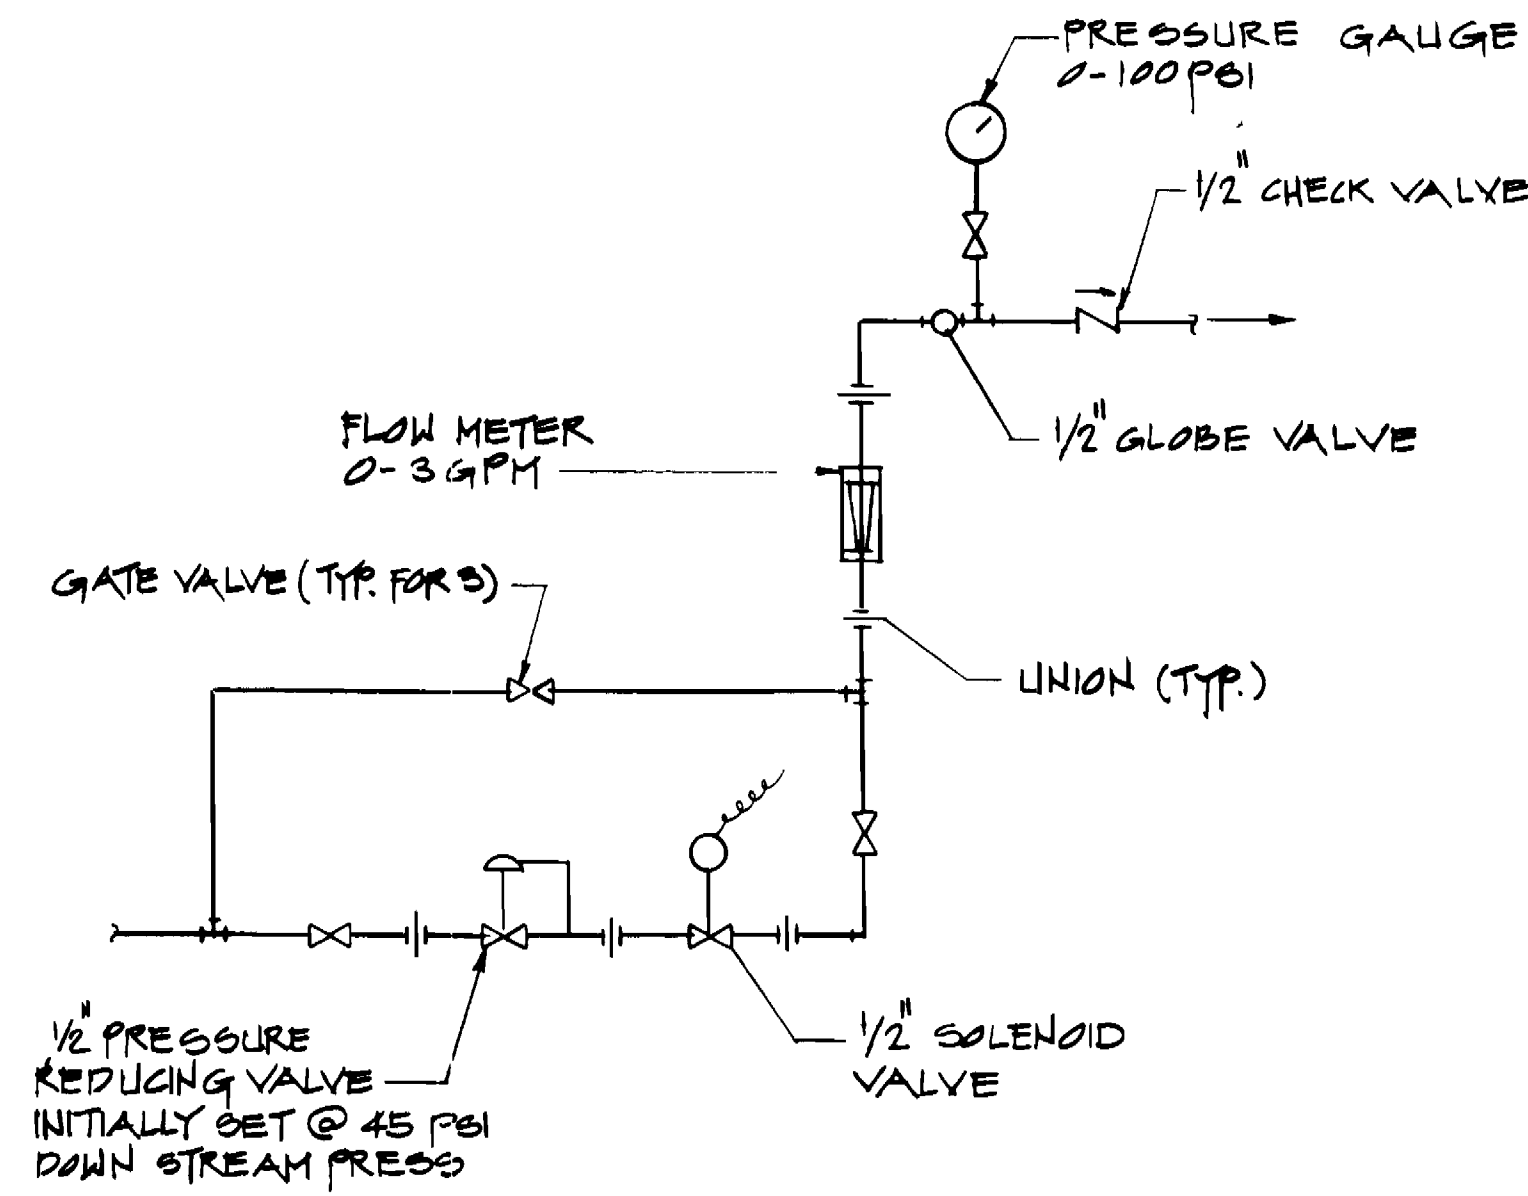 PRESSURE GAUGE
0-100 PSI
1/2" CHECK VALVE
1/2" GLOBE VALVE
FLOW METER
0-3 GPM
GATE VALVE (TYP. FOR 3)
UNION (TYP.)
1/2" PRESSURE
REDUCING VALVE
INITIALLY SET @ 45 PSI
DOWN STREAM PRESS
1/2" SOLENOID
VALVE